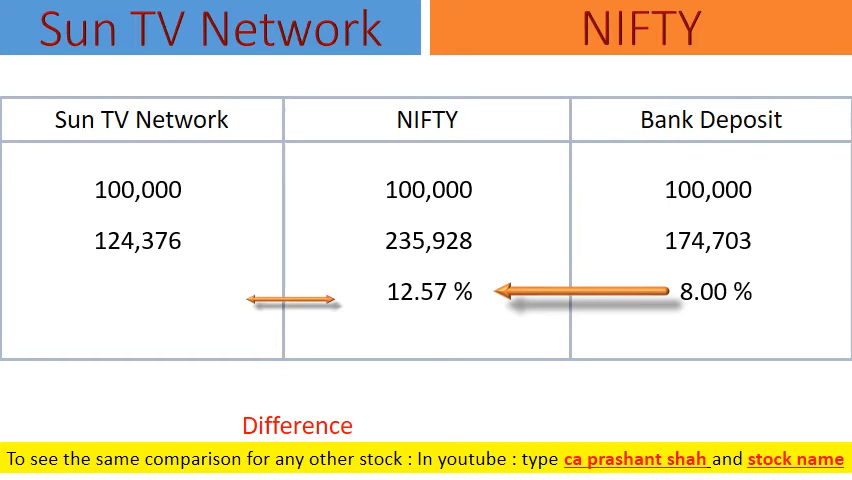 Sun TV Network NIFTY
Sun TV Network NIFTY Bank Deposit
100,000 100,000 100,000
124,376 235,928 174,703
12.57 % 8.00 %
Difference
To see the same comparison for any other stock : In youtube : type ca prashant shah and stock name